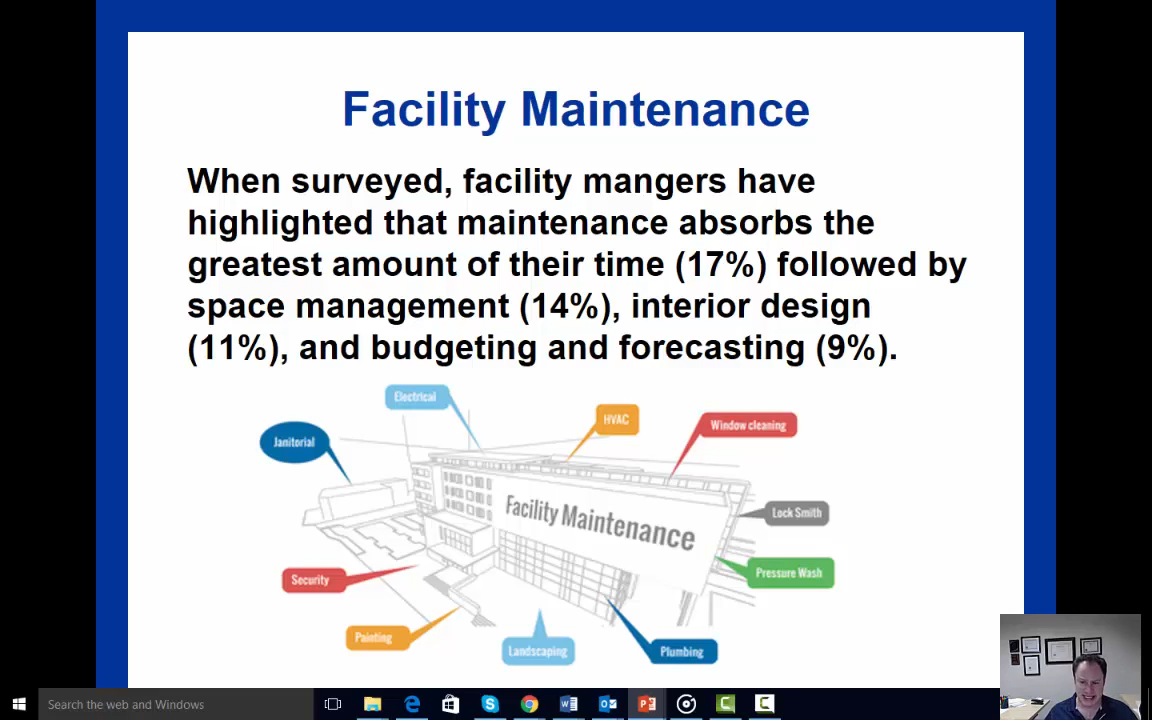 Facility Maintenance
When surveyed, facility mangers have
highlighted that maintenance absorbs the
greatest amount of their time (17%) followed by
space management (14%), interior design
(11%), and budgeting and forecasting (9%).
Electrical
HVAC
Window cleaning
Janitorial
Facility Maintenance
Lock Smith
Pressure Wash
Security
Painting
Landscaping
Plumbing
Search the web and Windows